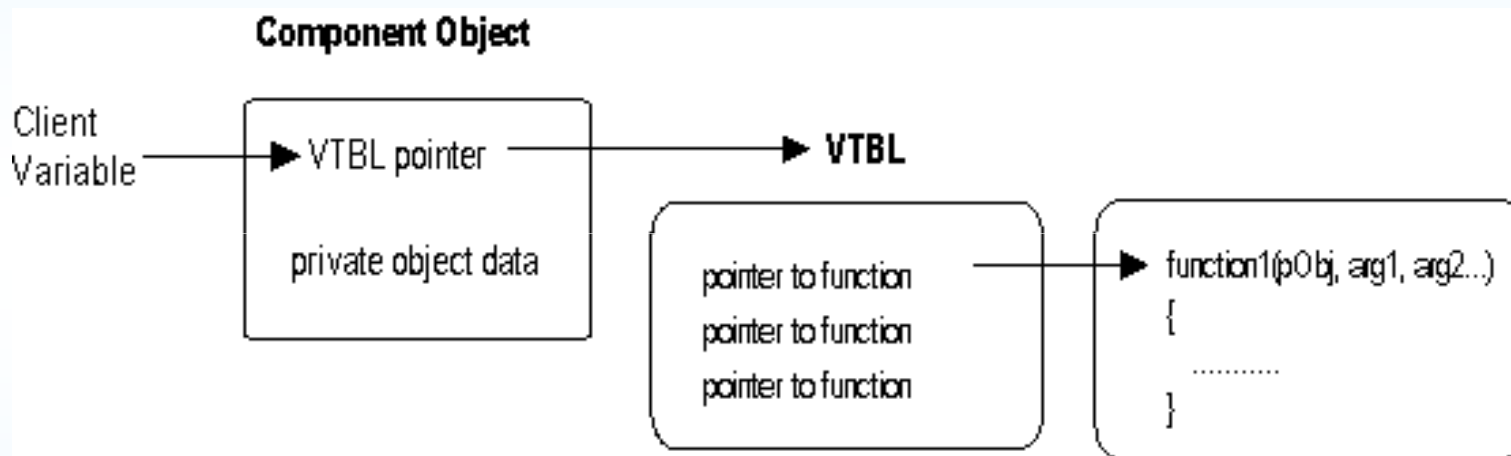 Component Object
Client
Variable
VTBL pointer
VTBL
private object data
pointer to function
pointer to function
pointer to function
function1(pObj, arg1, arg2...)
{
...........
}